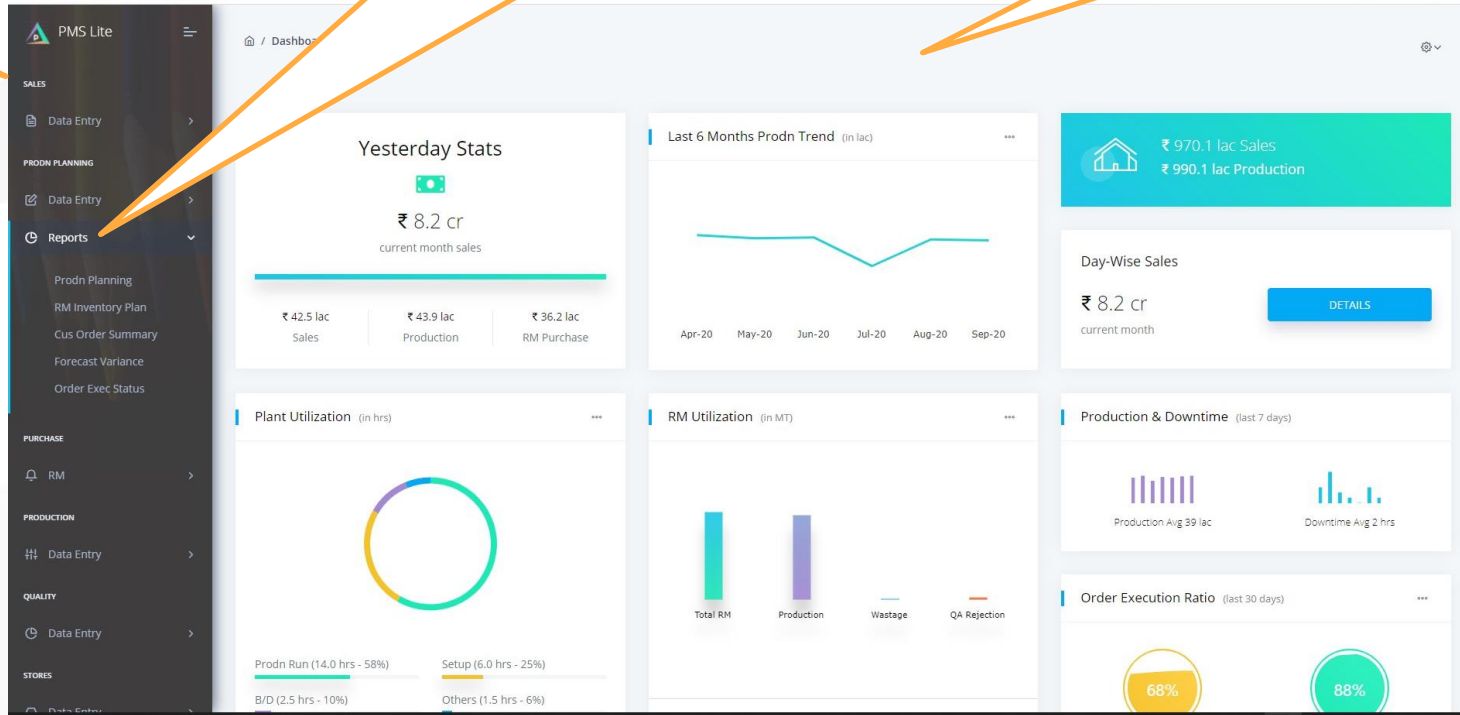 PMS Lite
SALES
Data Entry
PRODN PLANNING
Data Entry
Reports
Prodn Planning
RM Inventory Plan
Cus Order Summary
Forecast Variance
Order Exec Status
PURCHASE
RM
PRODUCTION
Data Entry
QUALITY
Data Entry
STORES
Data Entry
/ Dashboa
Yesterday Stats
₹ 8.2 cr
current month sales
₹ 42.5 lac ₹ 43.9 lac ₹ 36.2 lac
Sales Production RM Purchase
Last 6 Months Prodn Trend (in lac)
Apr-20 May-20 Jun-20 Jul-20 Aug-20 Sep-20
₹ 970.1 lac Sales
₹ 990.1 lac Production
Day-Wise Sales
₹ 8.2 cr
current month
DETAILS
Plant Utilization (in hrs)
Prodn Run (14.0 hrs - 58%) Setup (6.0 hrs - 25%)
B/D (2.5 hrs - 10%) Others (1.5 hrs - 6%)
RM Utilization (in MT)
Total RM Production Wastage QA Rejection
Production & Downtime (last 7 days)
Production Avg 39 lac Downtime Avg 2 hrs
Order Execution Ratio (last 30 days)
68% 88%